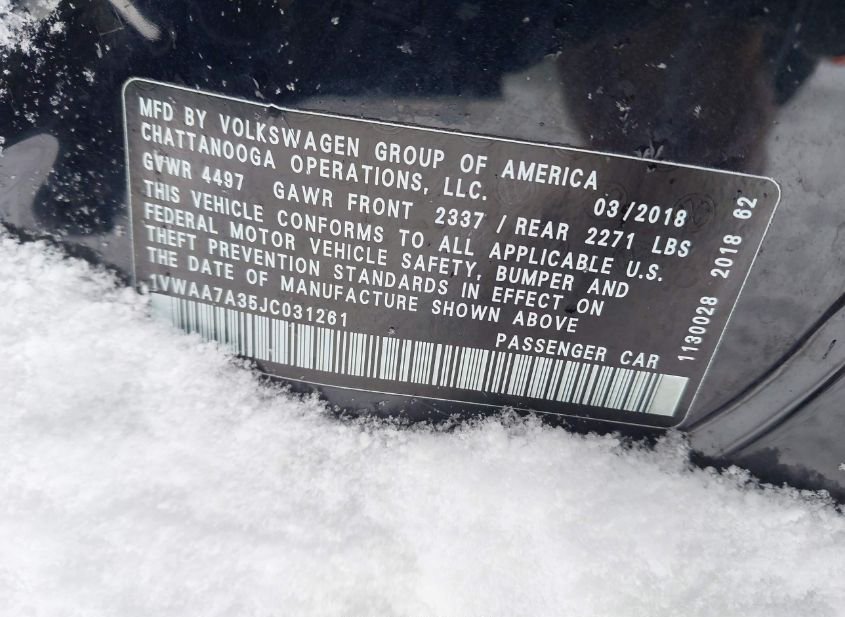 MFD BY VOLKSWAGEN GROUP OF AMERICA
CHATTANOOGA OPERATIONS, LLC.
03/2018
GVWR 4497 GAWR FRONT 2337 / REAR 2271 LBS
THIS VEHICLE CONFORMS TO ALL APPLICABLE U.S.
FEDERAL MOTOR VEHICLE SAFETY, BUMPER AND
THEFT PREVENTION STANDARDS IN EFFECT ON
THE DATE OF MANUFACTURE SHOWN ABOVE
1VWAA7A35JC031261
PASSENGER CAR
1130028 2018 62